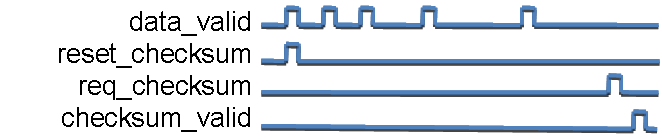 data_valid
reset_checksum
req_checksum
checksum_valid